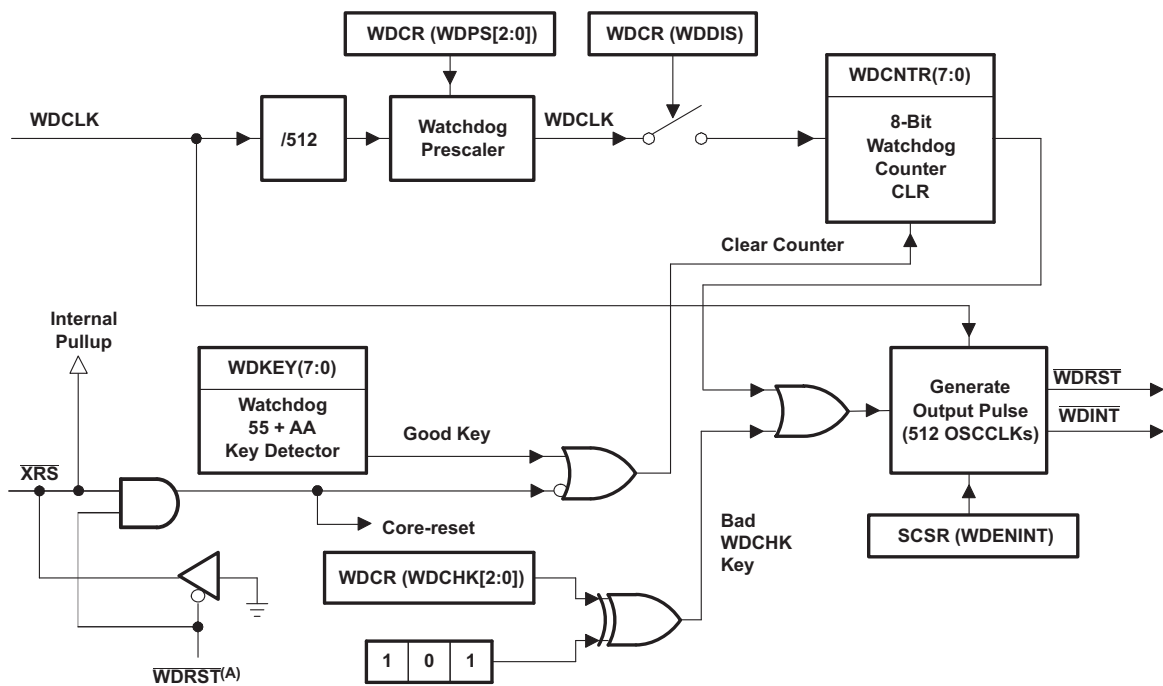 WDCR (WDPS[2:0])
WDCR (WDDIS)
WDCNTR(7:0)
WDCLK
/512
Watchdog
Prescaler
WDCLK
8-Bit
Watchdog
Counter
CLR
Clear Counter
Internal
Pullup
WDKEY(7:0)
Watchdog
55 + AA
Key Detector
Good Key
Generate
Output Pulse
(512 OSCCLKs)
WDRST
WDINT
XRS
Core-reset
Bad
WDCHK
Key
SCSR (WDENINT)
WDCR (WDCHK[2:0])
1 0 1
WDRST(A)